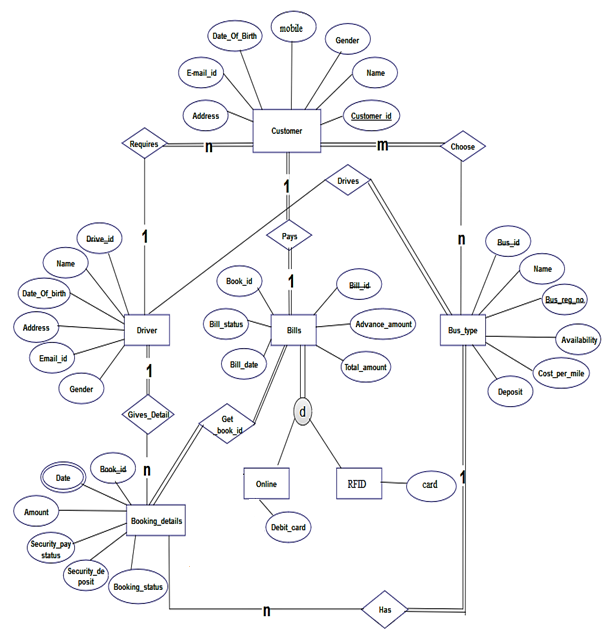 mobile
Date_Of_Birth
Gender
E-mail_id
Name
Address
Customer_id
Customer
Requires
n
m
Choose
1
Drives
Pays
1
n
Drive_id
Bus_id
Name
Name
Book_id
Bill_id
1
Date_Of_birth
Bus_reg_no
Address
Driver
Bill_status
Bills
Advance_amount
Bus_type
Availability
Email_id
Bill_date
Total_amount
Cost_per_mile
1
Gender
Deposit
Gives_Detail
Get
_book_id
d
n
Book_id
Date
Online
RFID
card
1
Amount
Booking_details
Debit_card
Security_pay
status
Security_de
posit
Booking_status
n
Has